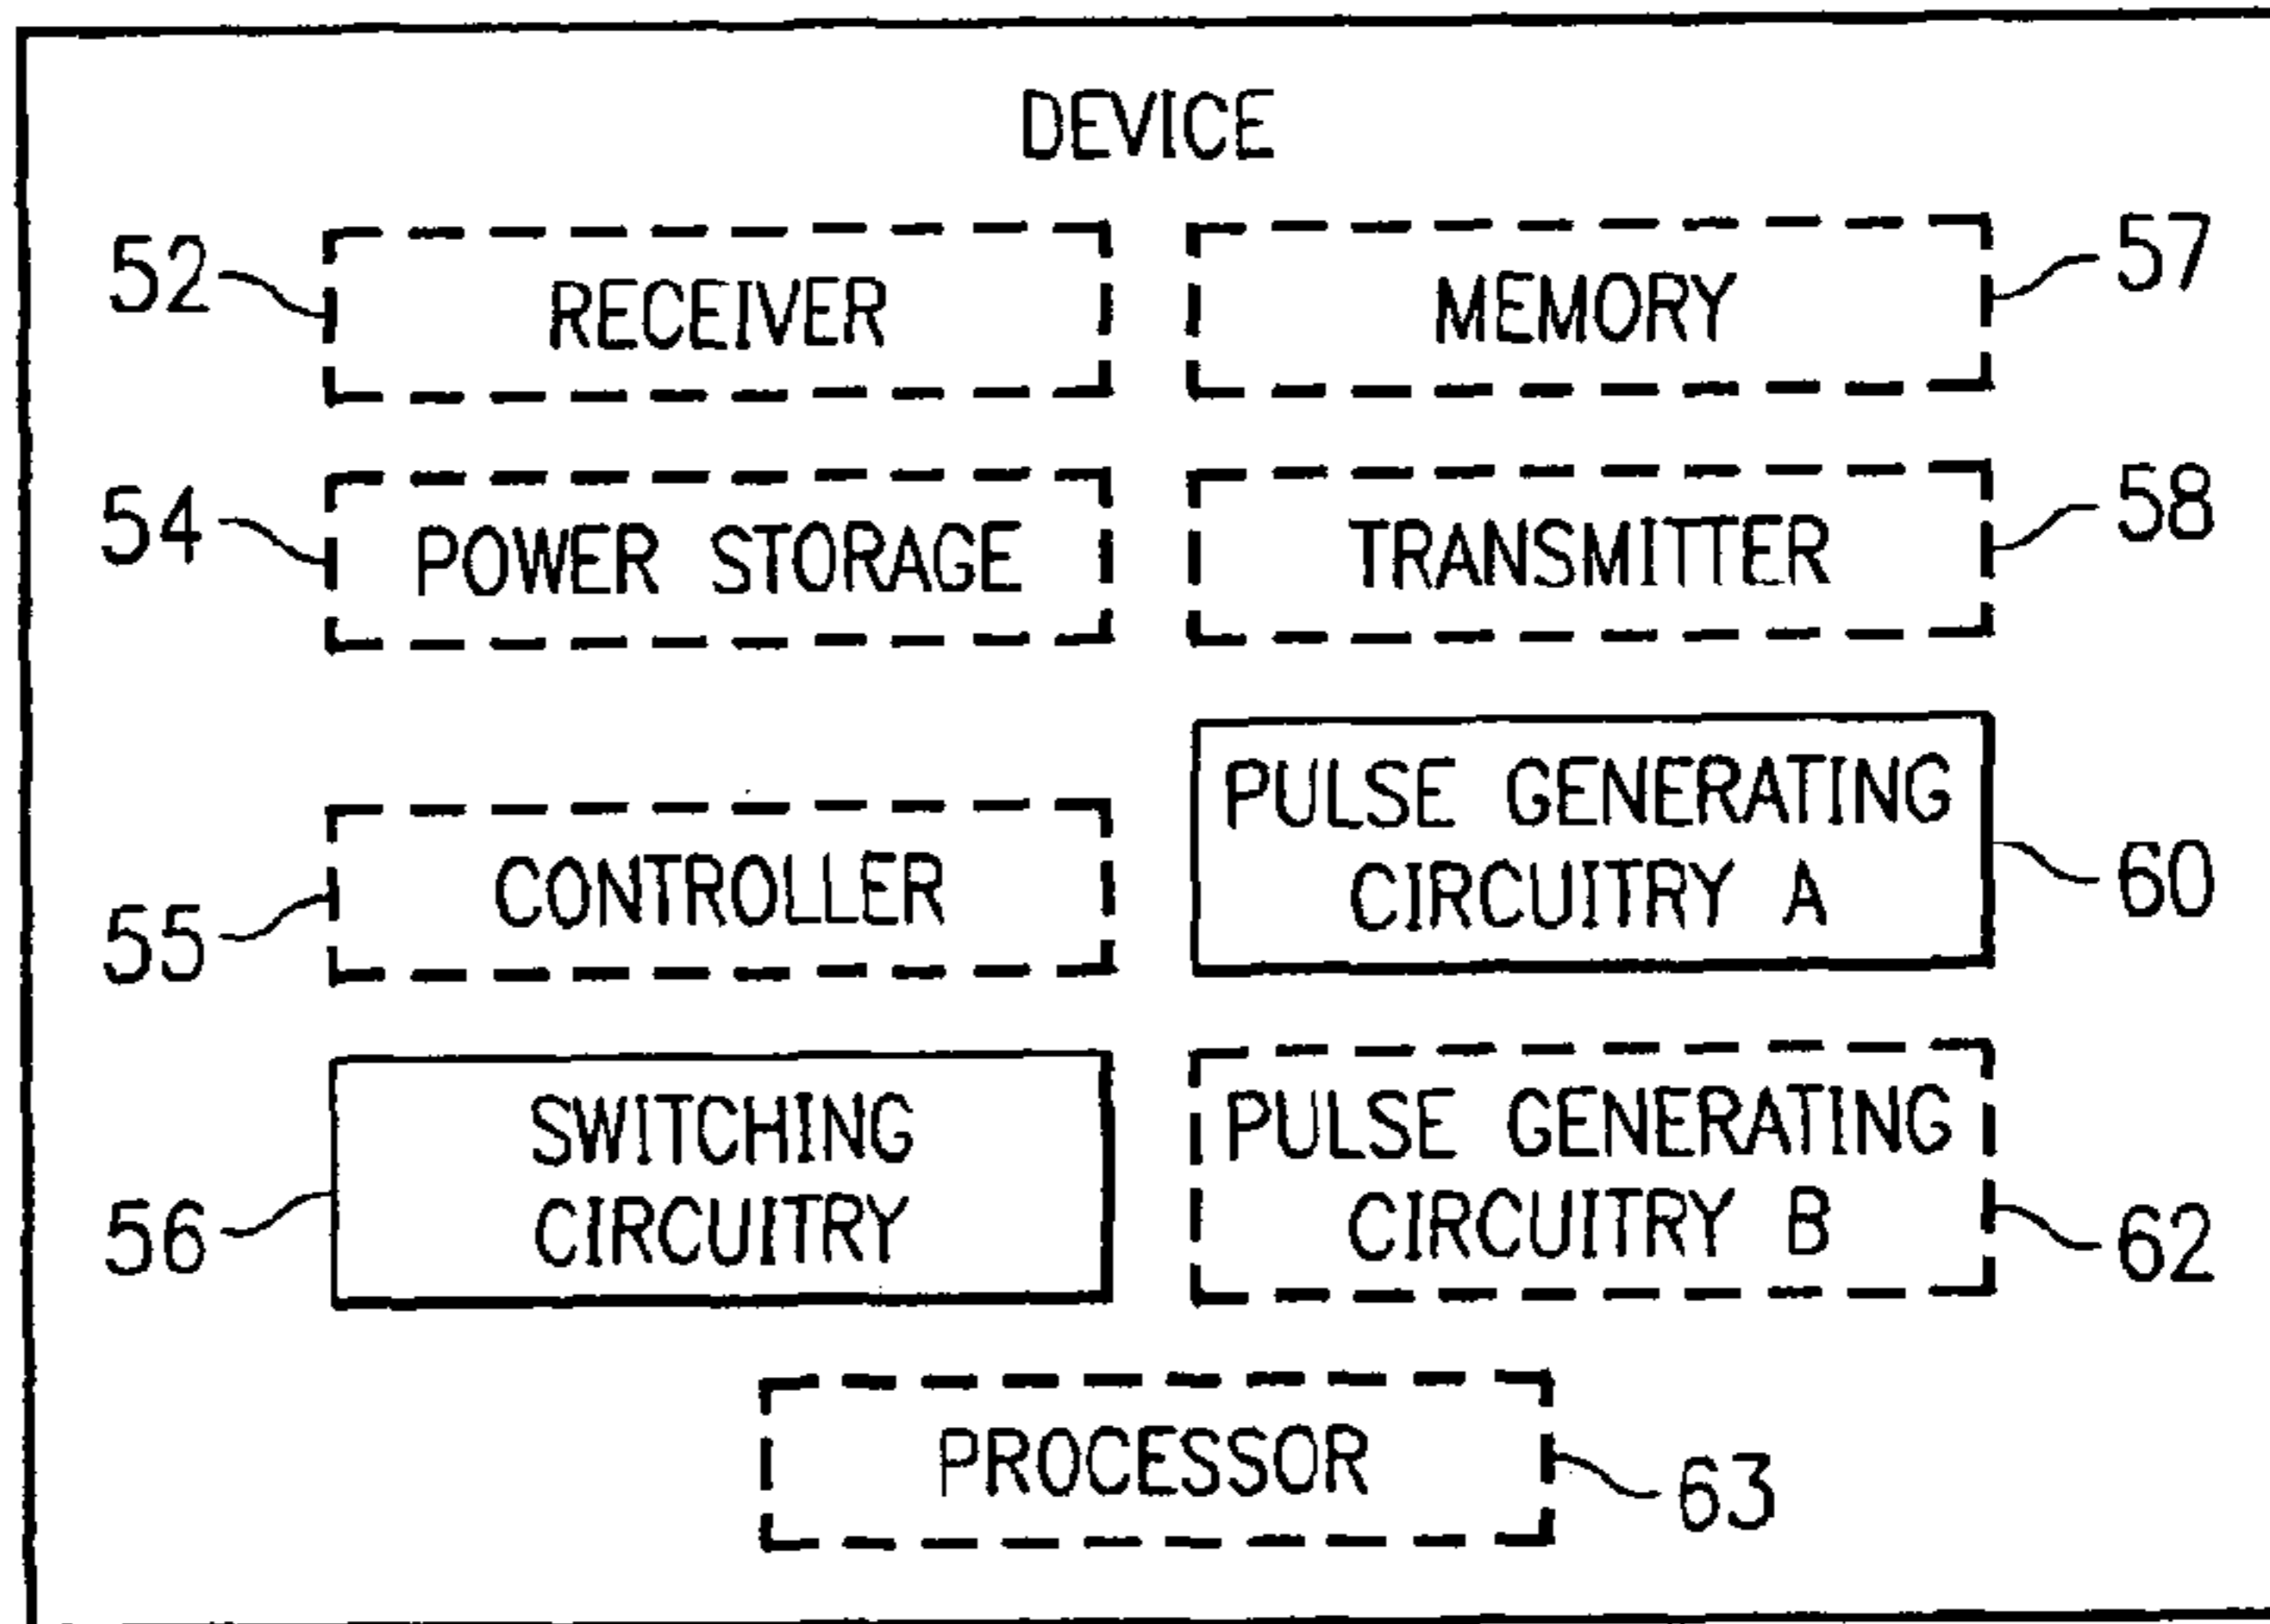 DEVICE
52 RECEIVER
MEMORY 57
54 POWER STORAGE
TRANSMITTER 58
55 CONTROLLER
PULSE GENERATING
CIRCUITRY A 60
56 SWITCHING
CIRCUITRY
PULSE GENERATING
CIRCUITRY B 62
PROCESSOR 63